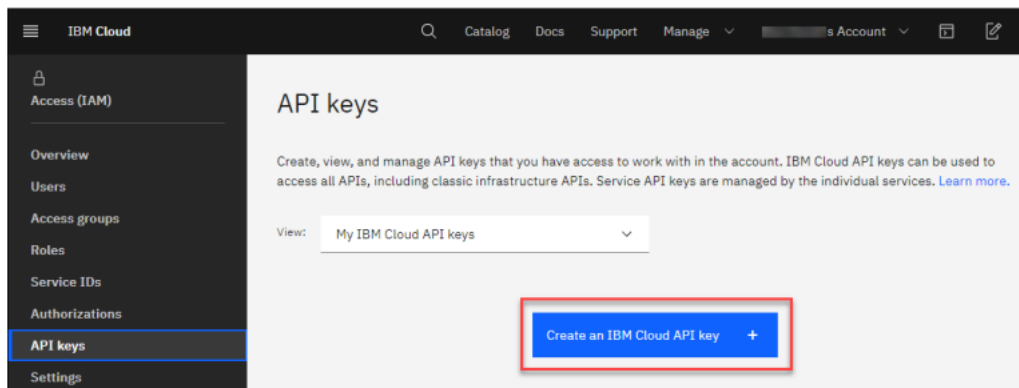 IBM Cloud
Catalog Docs Support Manage s Account
Access (IAM)
Overview
Users
Access groups
Roles
Service IDs
Authorizations
API keys
Settings
API keys
Create, view, and manage API keys that you have access to work with in the account. IBM Cloud API keys can be used to
access all APIs, including classic infrastructure APIs. Service API keys are managed by the individual services. Learn more.
View: My IBM Cloud API keys
Create an IBM Cloud API key +